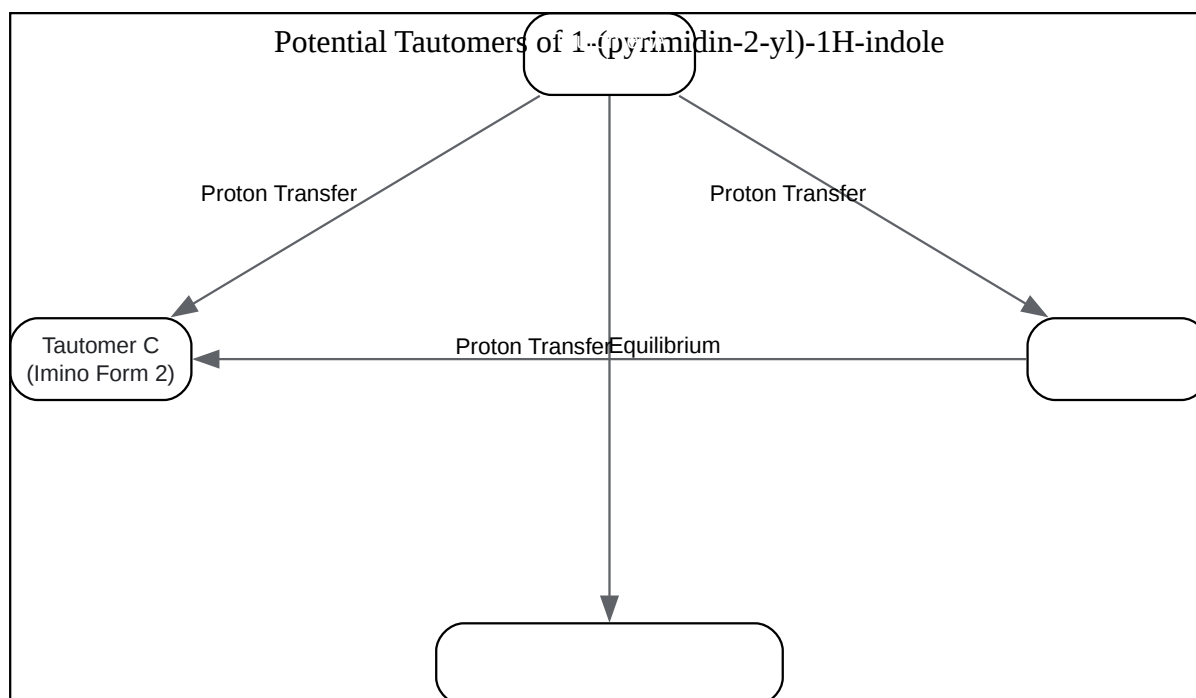 Potential Tautomers of 1-(pyrimidin-2-yl)-1H-indole
Proton Transfer
Proton Transfer
Tautomer C
(Imino Form 2)
Proton Transfer
Equilibrium